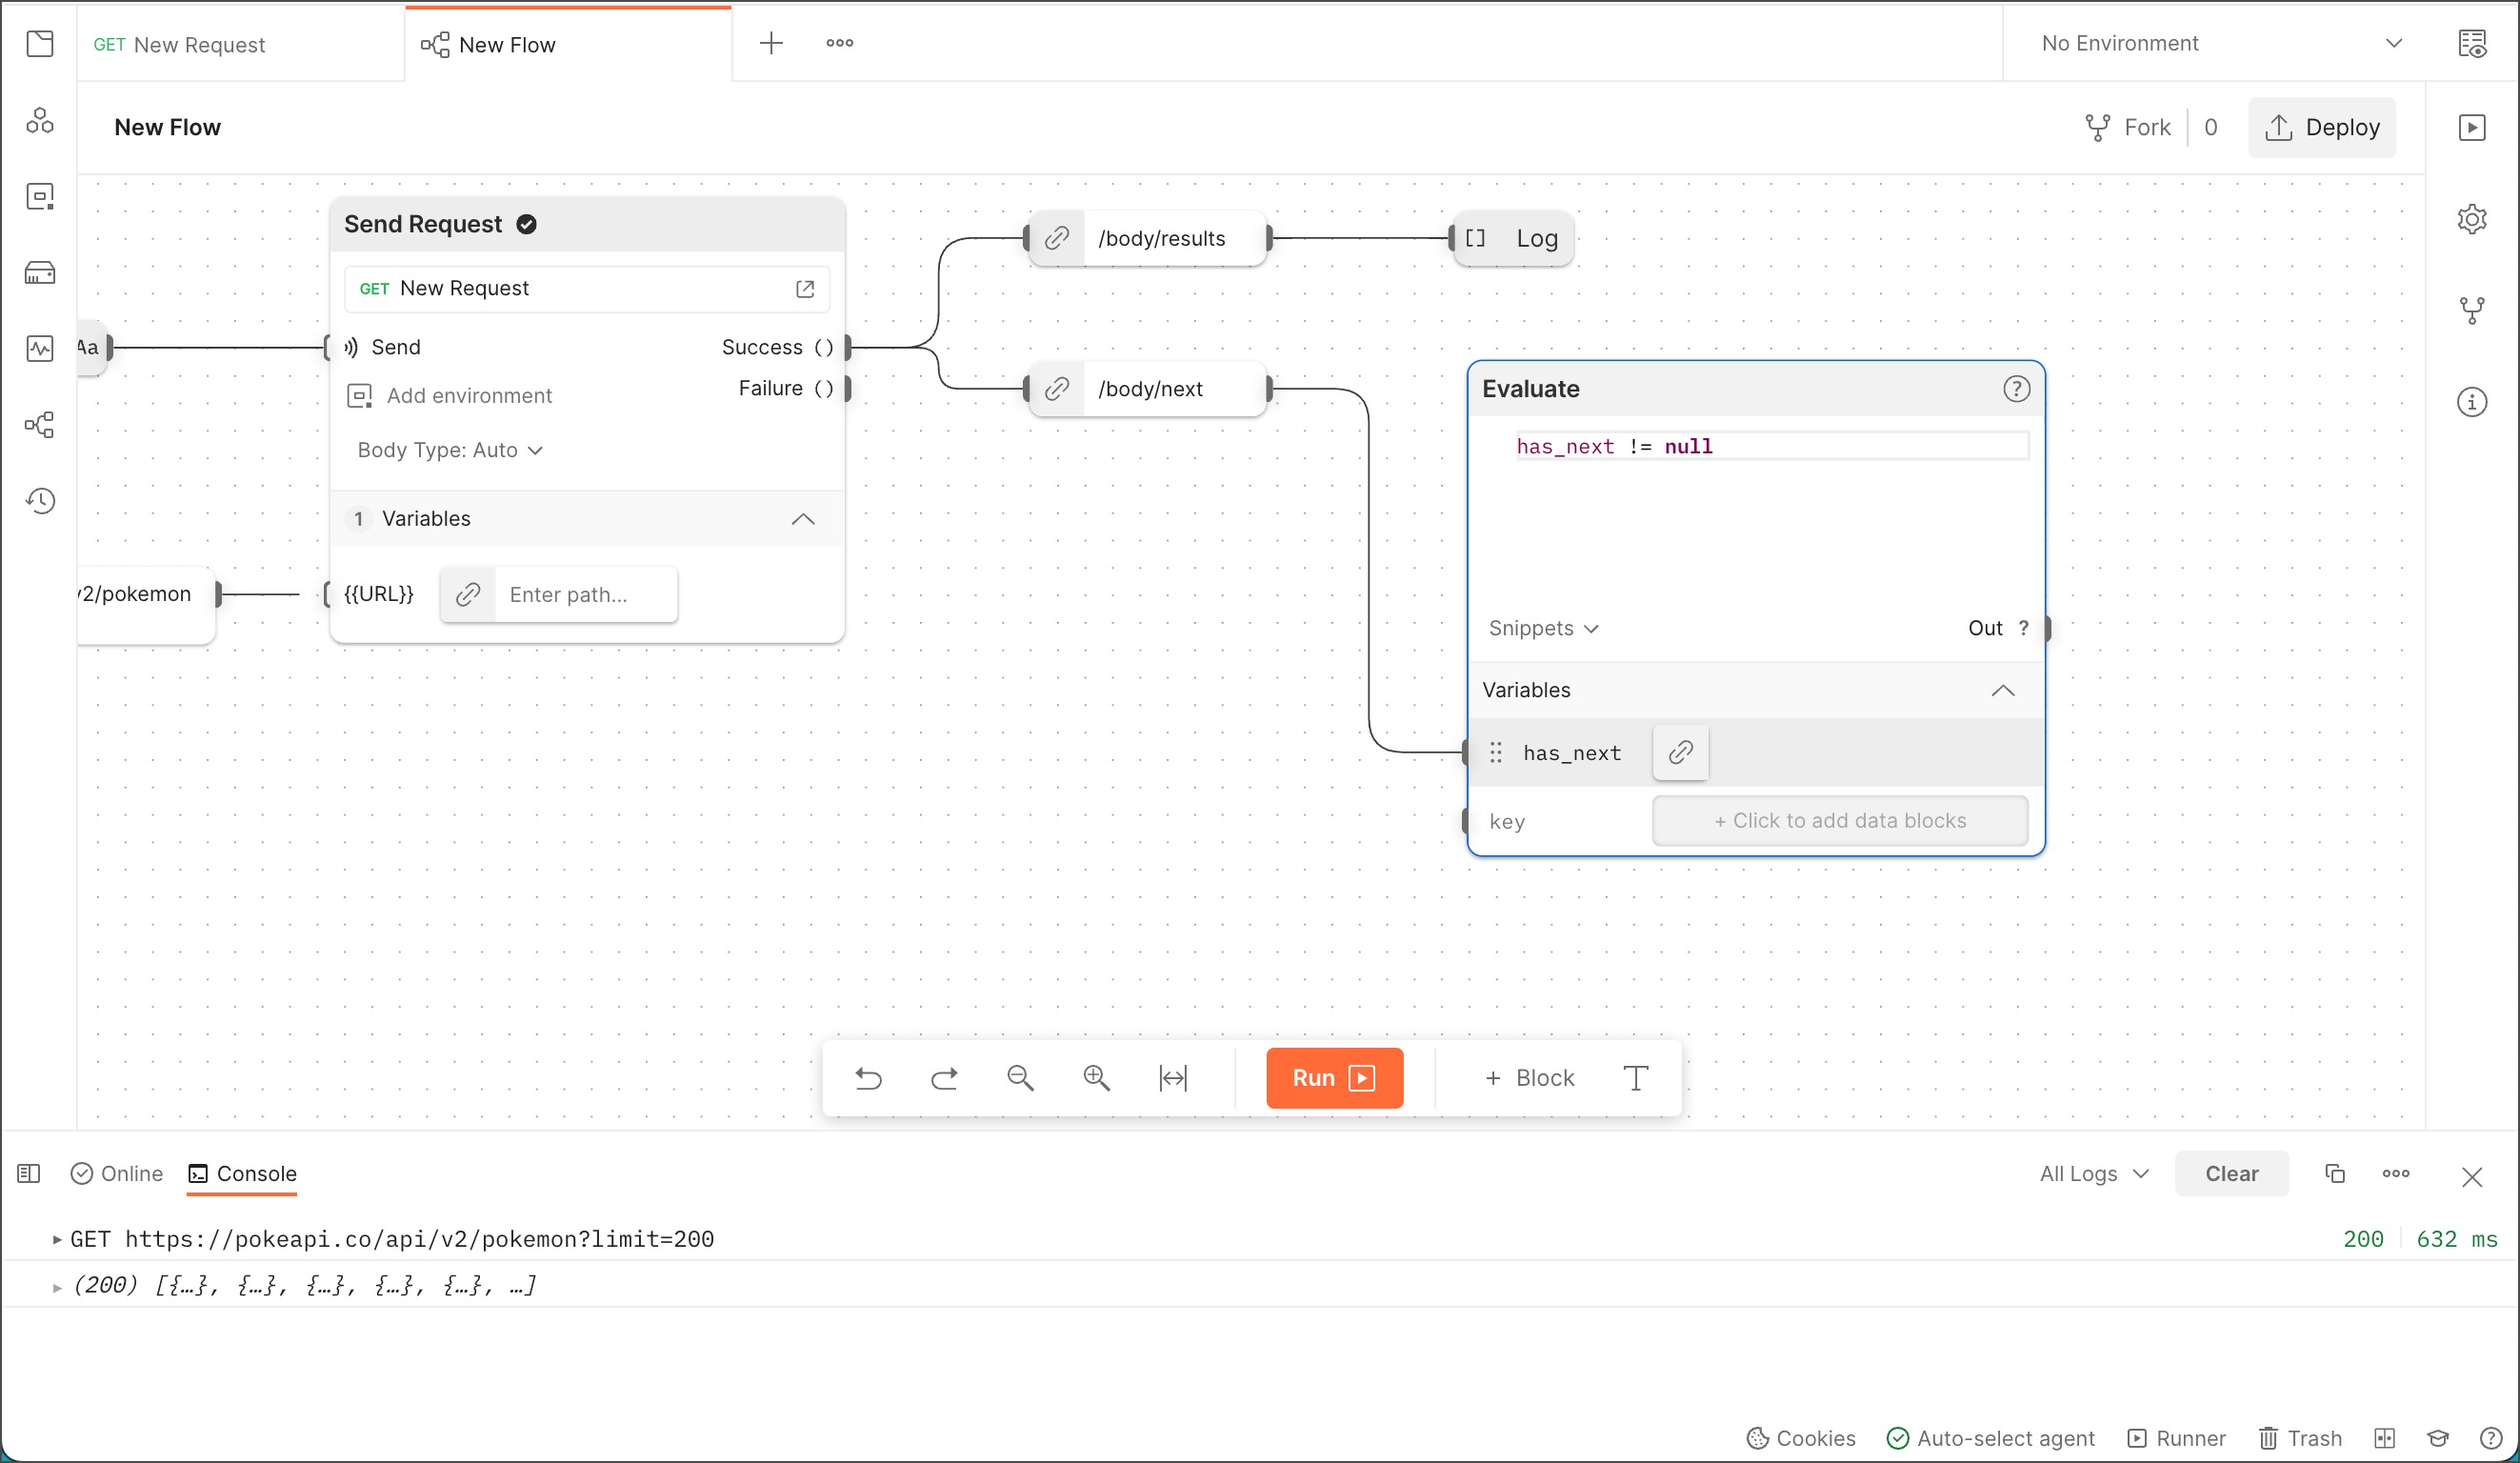 GET New Request
New Flow
No Environment
New Flow
Fork
0
Deploy
Send Request
GET New Request
Aa
Send
Success ()
Failure ()
Add environment
Body Type: Auto
1 Variables
v2/pokemon
{{URL}}
Enter path...
/body/results
[] Log
/body/next
Evaluate
has_next != null
Snippets
Out ?
Variables
has_next
key
+ Click to add data blocks
Run
+ Block
T
Online
Console
All Logs
Clear
GET https://pokeapi.co/api/v2/pokemon?limit=200
200
632 ms
(200) [{…}, {…}, {…}, {…}, {…}, …]
Cookies
Auto-select agent
Runner
Trash